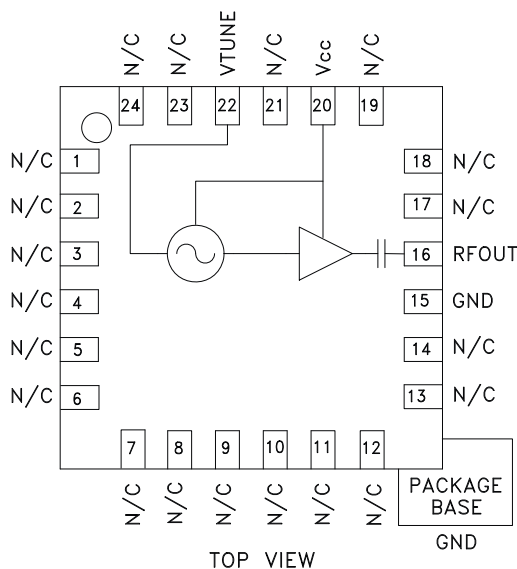 N/C N/C VTUNE N/C Vcc N/C
24 23 22 21 20 19
N/C 1
N/C 2
N/C 3
N/C 4
N/C 5
N/C 6
18 N/C
17 N/C
16 RFOUT
15 GND
14 N/C
13 N/C
7 8 9 10 11 12
N/C N/C N/C N/C N/C N/C
PACKAGE
BASE
GND
TOP VIEW